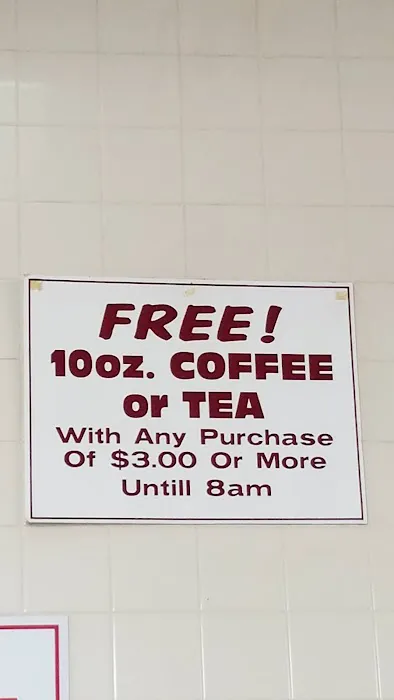 FREE!
10oz. COFFEE
or TEA
With Any Purchase
Of $3.00 Or More
Untill 8am